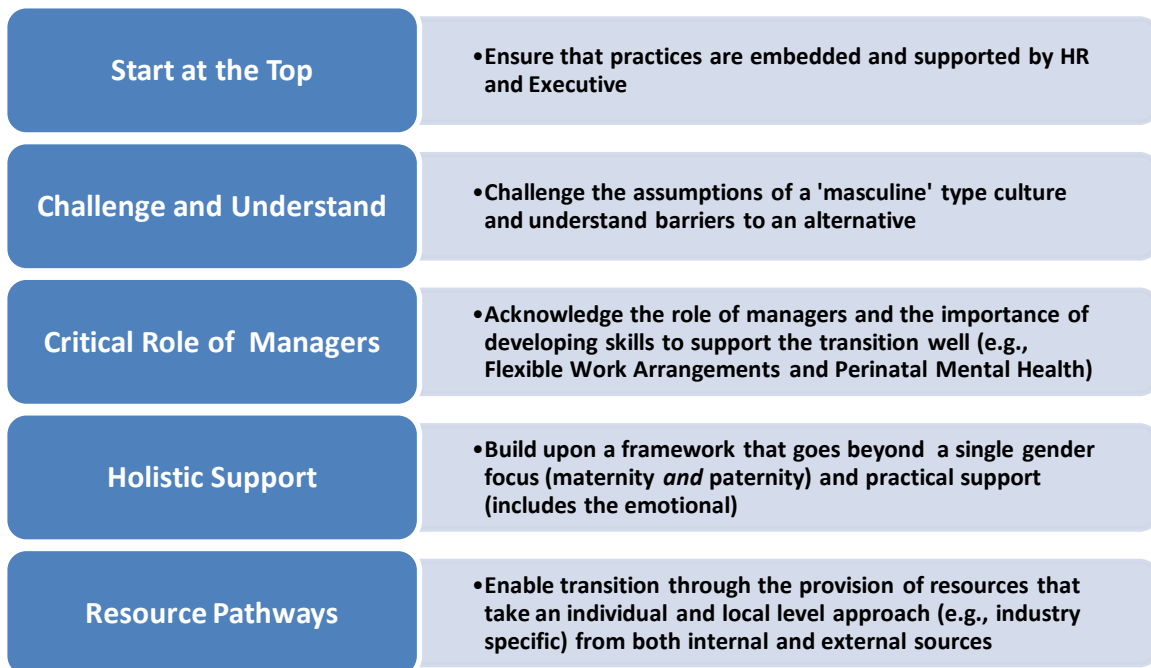 Start at the Top
•Ensure that practices are embedded and supported by HR
and Executive
Challenge and Understand
•Challenge the assumptions of a 'masculine' type culture
and understand barriers to an alternative
Critical Role of  Managers
•Acknowledge the role of managers and the importance of
developing skills to support the transition well (e.g.,
Flexible Work Arrangements and Perinatal Mental Health)
Holistic Support
•Build upon a framework that goes beyond  a single gender
focus (maternity and paternity) and practical support
(includes the emotional)
Resource Pathways
•Enable transition through the provision of resources that
take an individual and local level approach (e.g., industry
specific) from both internal and external sources